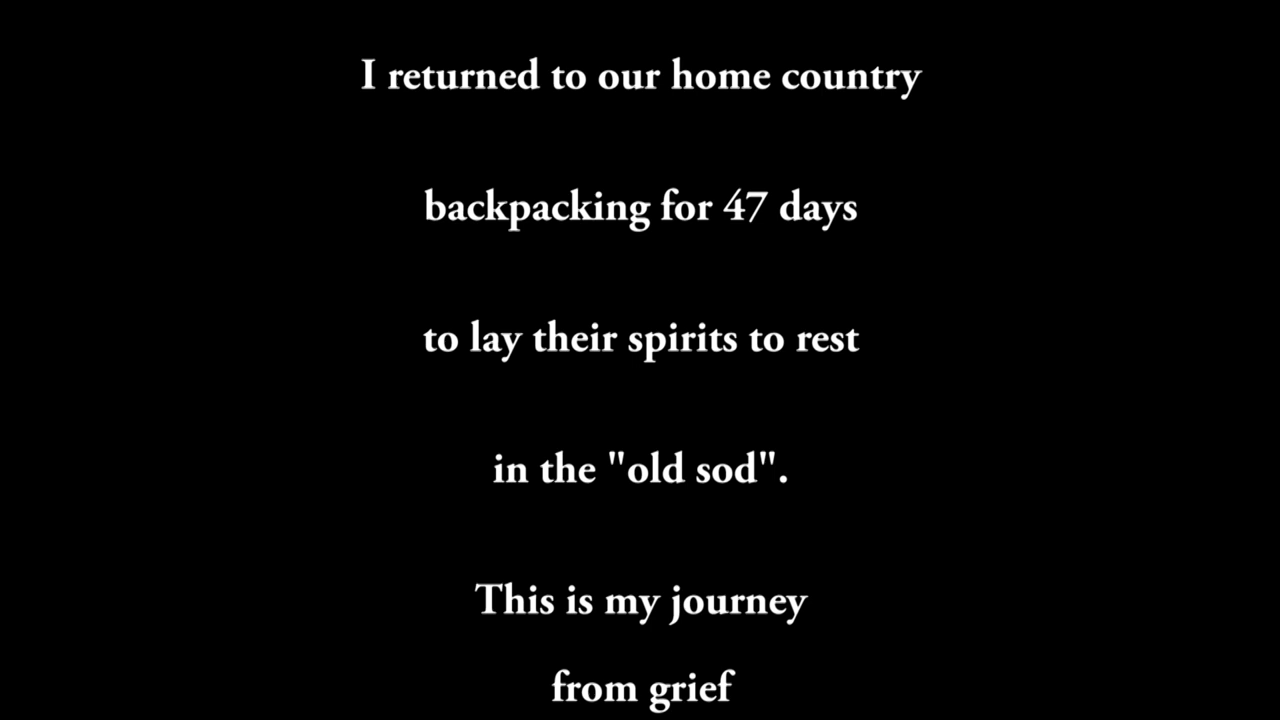 I returned to our home country
backpacking for 47 days
to lay their spirits to rest
in the "old sod".
This is my journey
from grief